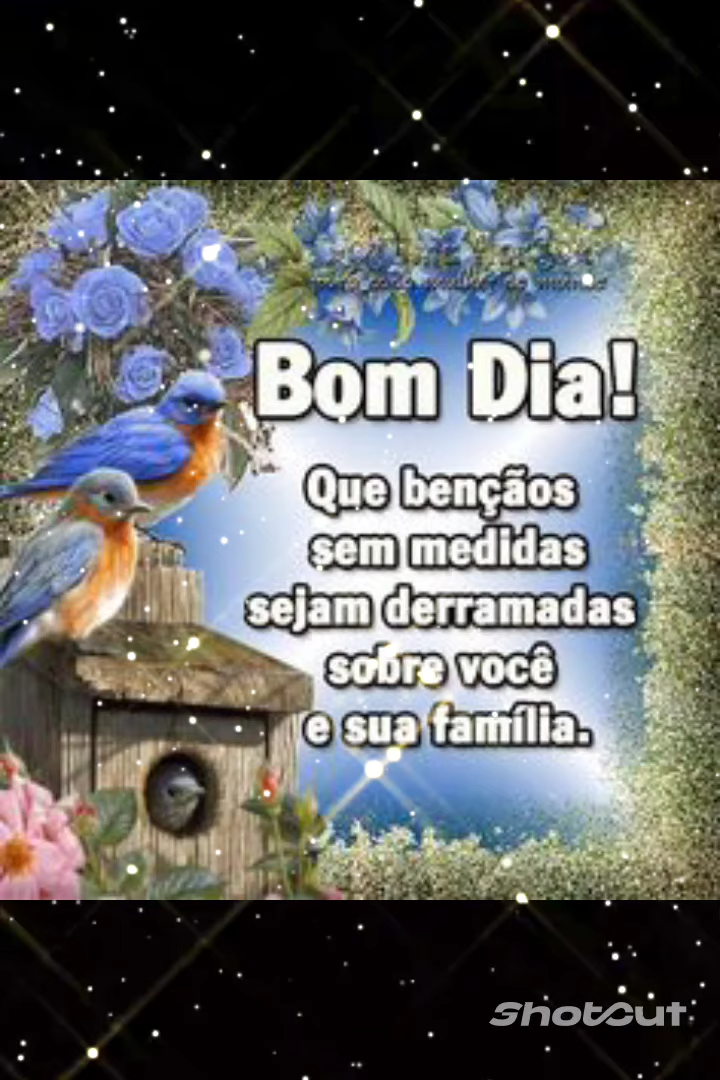 Bom Dia!
Que bençãos
sem medidas
sejam derramadas
sobre você
e sua família.
ShotCut